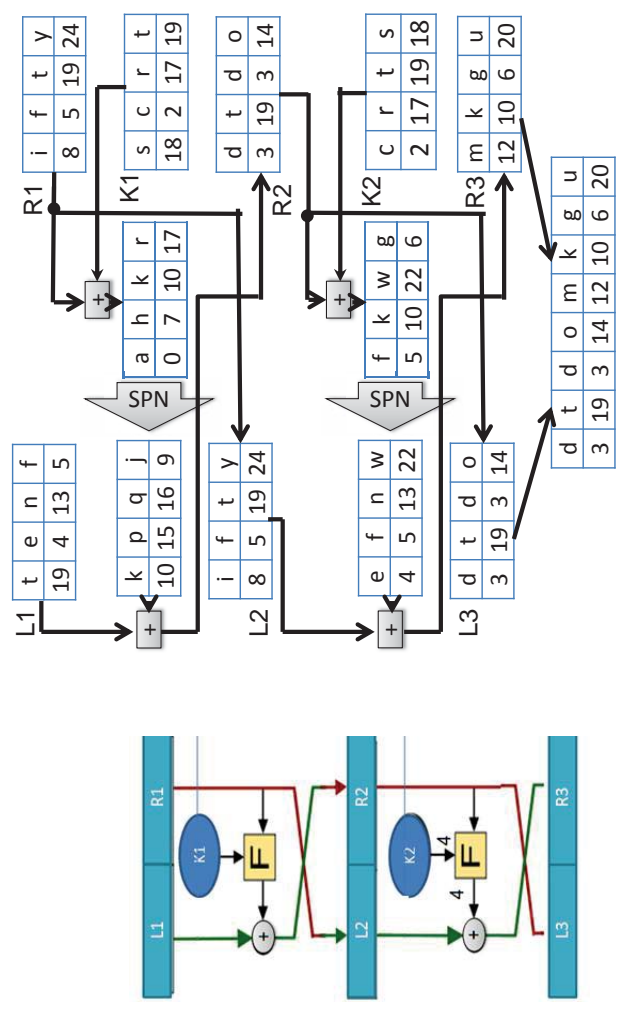 L1
t e n f
19 4 13 5
R1
i f t y
8 5 19 24
K1
s c r t
18 2 17 19
+
a h k r
0 7 10 17
SPN
k p q j
10 15 16 9
+
L2
i f t y
8 5 19 24
R2
d t d o
3 19 3 14
K2
c r t s
2 17 19 18
+
f k w g
5 10 22 6
SPN
e f n w
4 5 13 22
+
L3
d t d o
3 19 3 14
R3
m k g u
12 10 6 20
d t d o m k g u
3 19 3 14 12 10 6 20
L1 R1
K1
F
+
L2 R2
K2
4
4
F
+
L3 R3